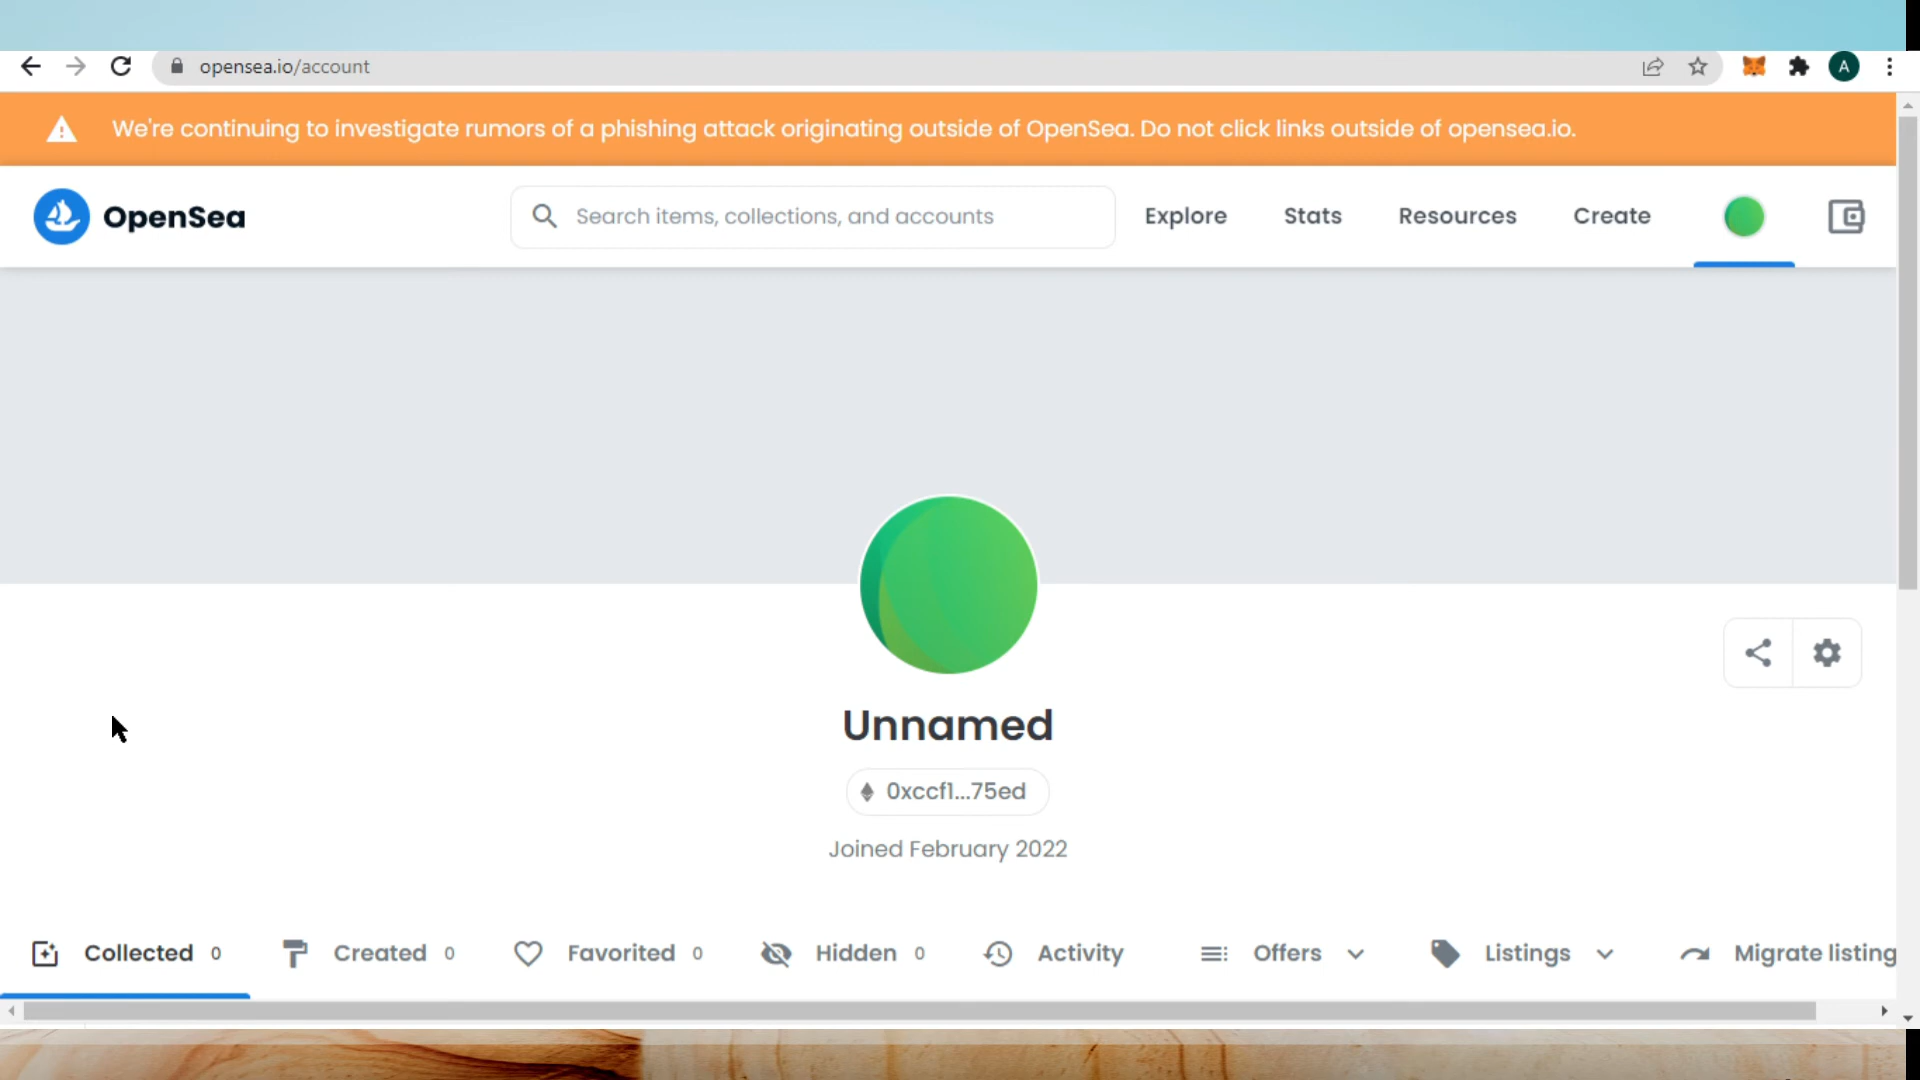 opensea.io/account
A
We're continuing to investigate rumors of a phishing attack originating outside of OpenSea. Do not click links outside of opensea.io.
OpenSea
Search items, collections, and accounts
Explore
Stats
Resources
Create
Unnamed
0xccf1...75ed
Joined February 2022
Collected 0
Created 0
Favorited 0
Hidden 0
Activity
Offers
Listings
Migrate listing